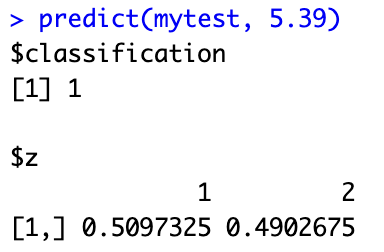 > predict(mytest, 5.39)
$classification
[1] 1
$z
1 2
[1,] 0.5097325 0.4902675